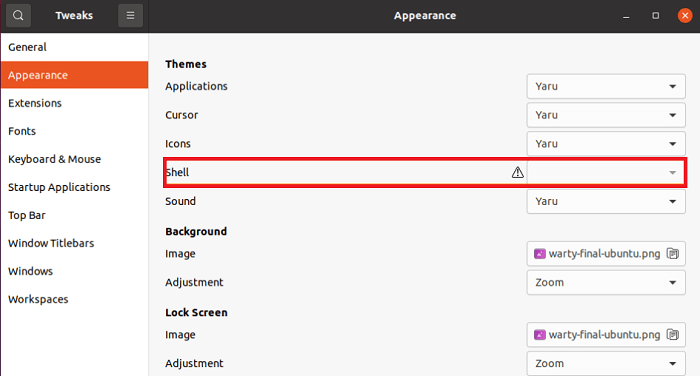 Tweaks
Appearance
General
Appearance
Extensions
Fonts
Keyboard & Mouse
Startup Applications
Top Bar
Window Titlebars
Windows
Workspaces
Themes
Applications Yaru
Cursor Yaru
Icons Yaru
Shell
Sound Yaru
Background
Image warty-final-ubuntu.png
Adjustment Zoom
Lock Screen
Image warty-final-ubuntu.png
Adjustment Zoom